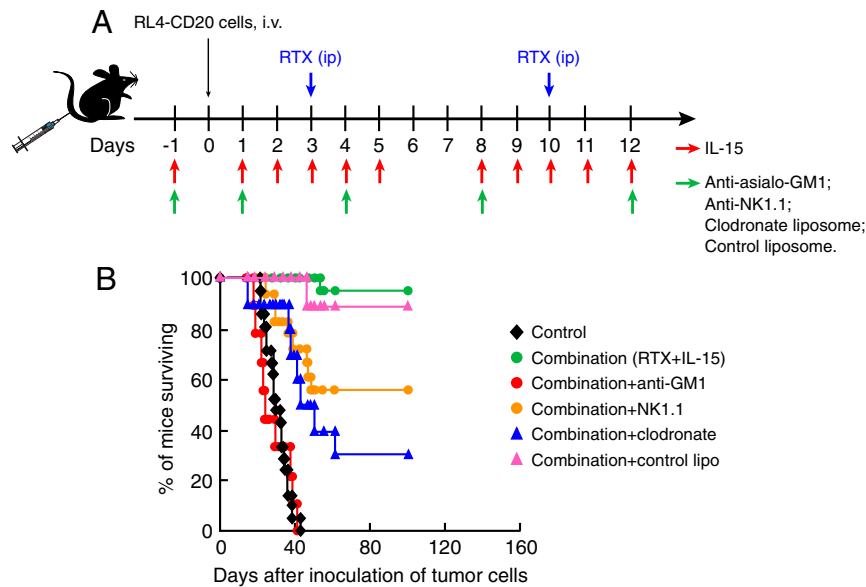 A
RL4-CD20 cells, i.v.
RTX (ip)
RTX (ip)
Days
-1 0 1 2 3 4 5 6 7 8 9 10 11 12
IL-15
Anti-asialo-GM1;
Anti-NK1.1;
Clodronate liposome;
Control liposome.
B
% of mice surviving
100
80
60
40
20
0
0 40 80 120 160
Days after inoculation of tumor cells
Control
Combination (RTX+IL-15)
Combination+anti-GM1
Combination+NK1.1
Combination+clodronate
Combination+control lipo